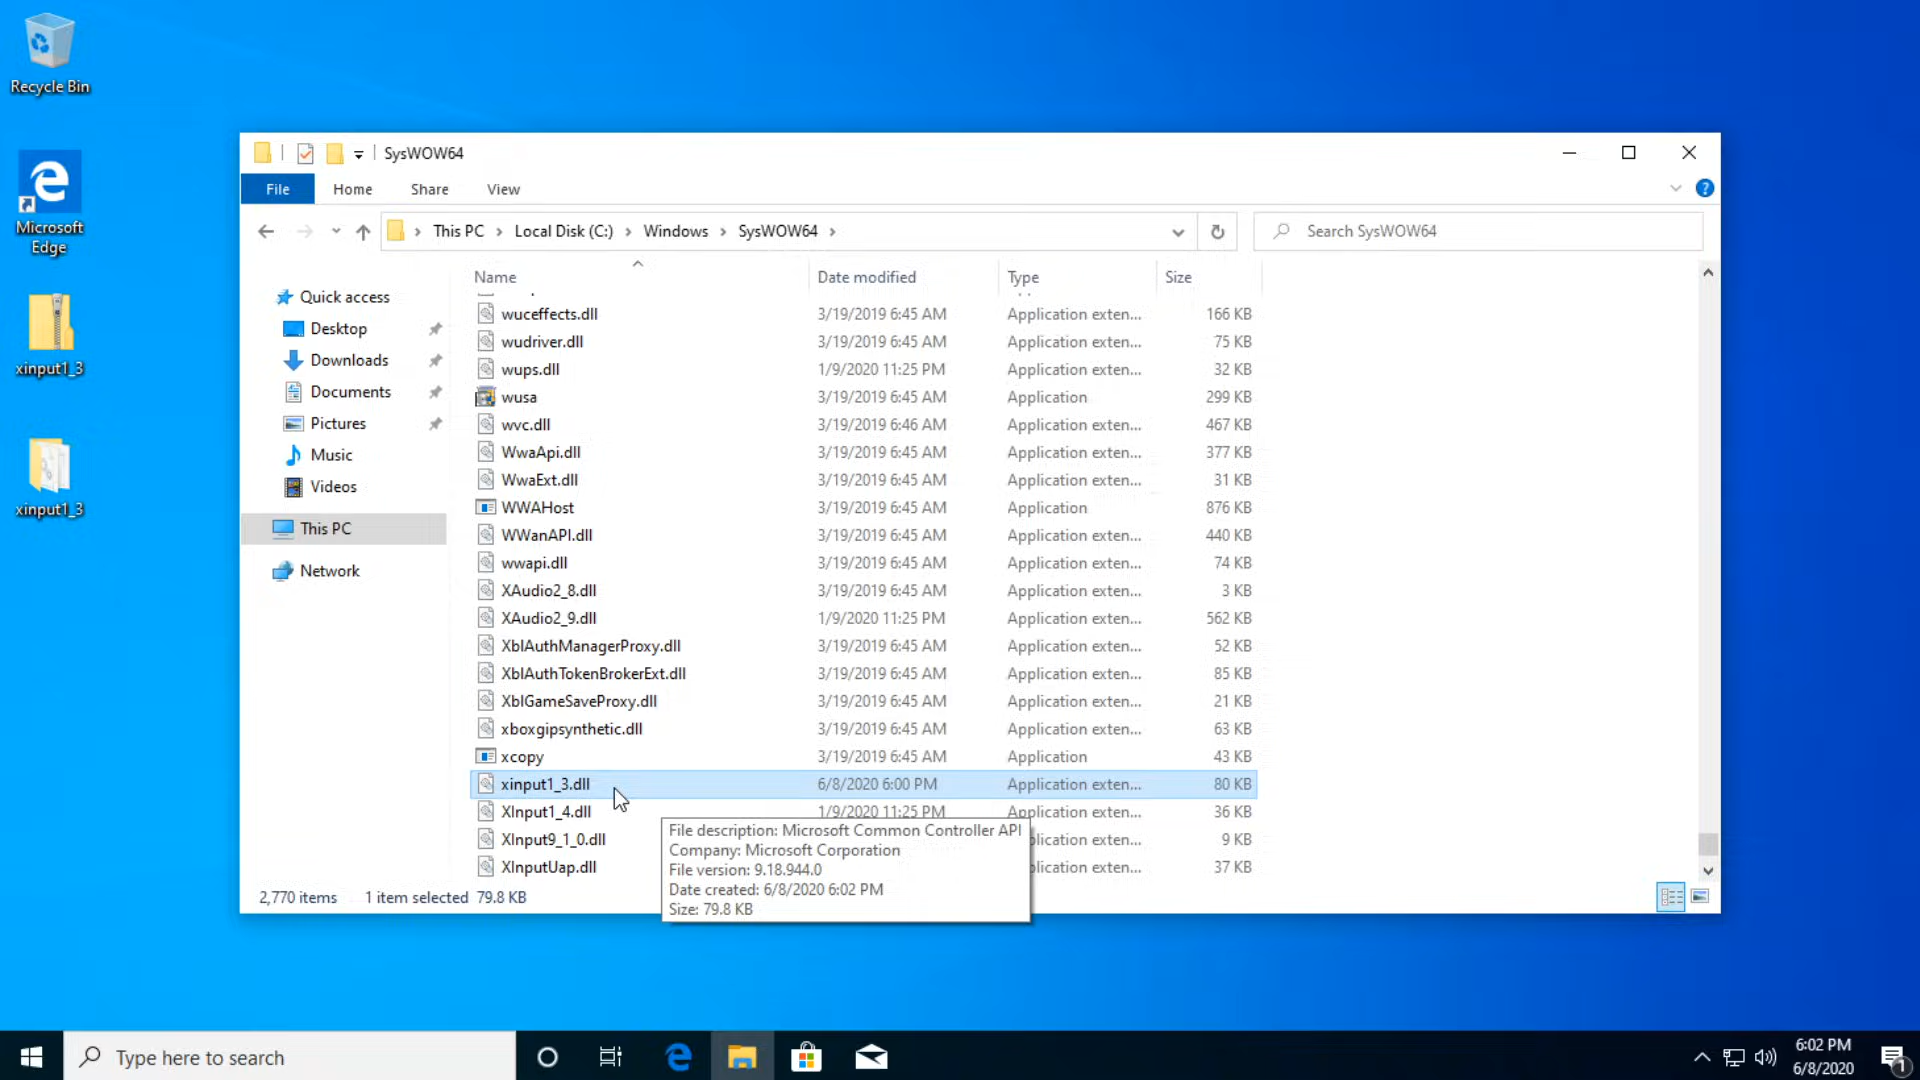 Recycle Bin
Microsoft
Edge
xinput1_3
xinput1_3
SysWOW64
File Home Share View
This PC Local Disk (C:) Windows SysWOW64
Search SysWOW64
Quick access
Desktop
Downloads
Documents
Pictures
Music
Videos
This PC
Network
Name Date modified Type Size
wuceffects.dll 3/19/2019 6:45 AM Application exten... 166 KB
wudriver.dll 3/19/2019 6:45 AM Application exten... 75 KB
wups.dll 1/9/2020 11:25 PM Application exten... 32 KB
wusa 3/19/2019 6:45 AM Application 299 KB
wvc.dll 3/19/2019 6:46 AM Application exten... 467 KB
WwaApi.dll 3/19/2019 6:45 AM Application exten... 377 KB
WwaExt.dll 3/19/2019 6:45 AM Application exten... 31 KB
WWAHost 3/19/2019 6:45 AM Application 876 KB
WWanAPI.dll 3/19/2019 6:45 AM Application exten... 440 KB
wwapi.dll 3/19/2019 6:45 AM Application exten... 74 KB
XAudio2_8.dll 3/19/2019 6:45 AM Application exten... 3 KB
XAudio2_9.dll 1/9/2020 11:25 PM Application exten... 562 KB
XblAuthManagerProxy.dll 3/19/2019 6:45 AM Application exten... 52 KB
XblAuthTokenBrokerExt.dll 3/19/2019 6:45 AM Application exten... 85 KB
XblGameSaveProxy.dll 3/19/2019 6:45 AM Application exten... 21 KB
xboxgipsynthetic.dll 3/19/2019 6:45 AM Application exten... 63 KB
xcopy 3/19/2019 6:45 AM Application 43 KB
xinput1_3.dll 6/8/2020 6:00 PM Application exten... 80 KB
XInput1_4.dll 1/9/2020 11:25 PM Application exten... 36 KB
XInput9_1_0.dll plication exten... 9 KB
XInputUap.dll plication exten... 37 KB
File description: Microsoft Common Controller API
Company: Microsoft Corporation
File version: 9.18.944.0
Date created: 6/8/2020 6:02 PM
Size: 79.8 KB
2,770 items 1 item selected 79.8 KB
Type here to search
6:02 PM
6/8/2020
1